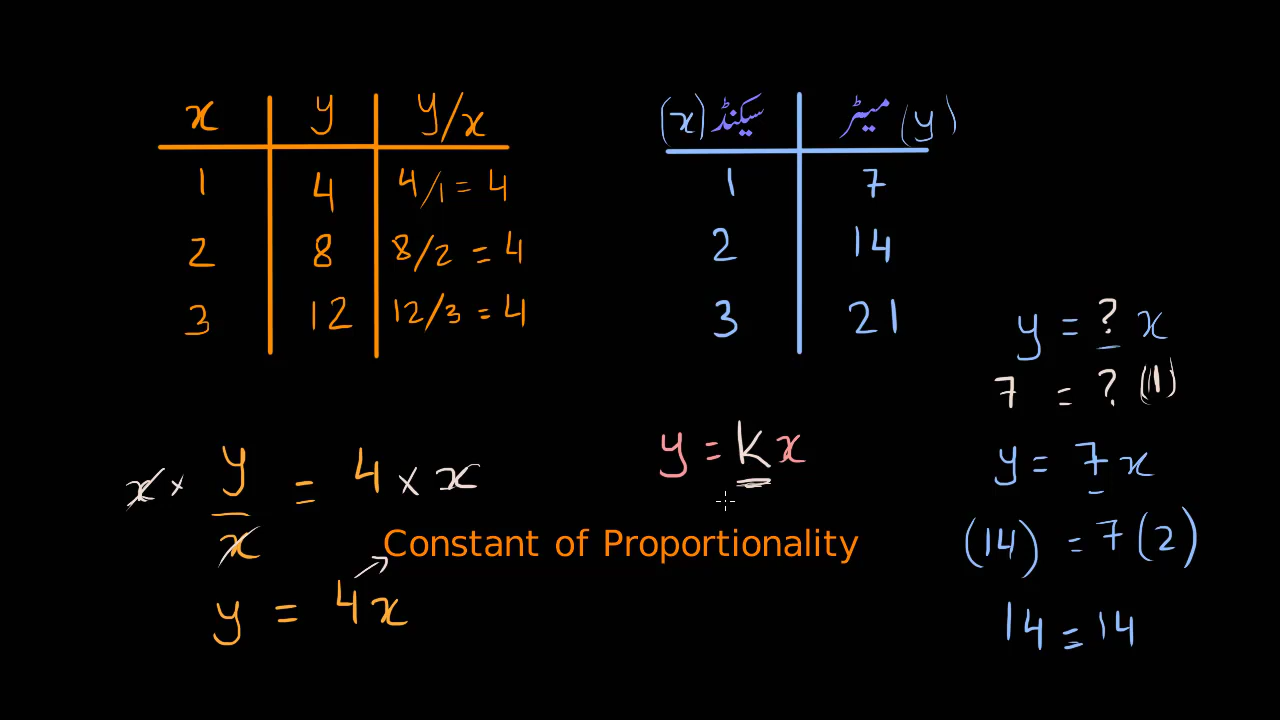 x y y/x
1 4 4/1 = 4
2 8 8/2 = 4
3 12 12/3 = 4
(x) سیکنڈ میٹر (y)
1 7
2 14
3 21
x × y/x = 4 × x
y = 4x
y = kx
Constant of Proportionality
y = ? x
7 = ? (1)
y = 7x
(14) = 7(2)
14 = 14